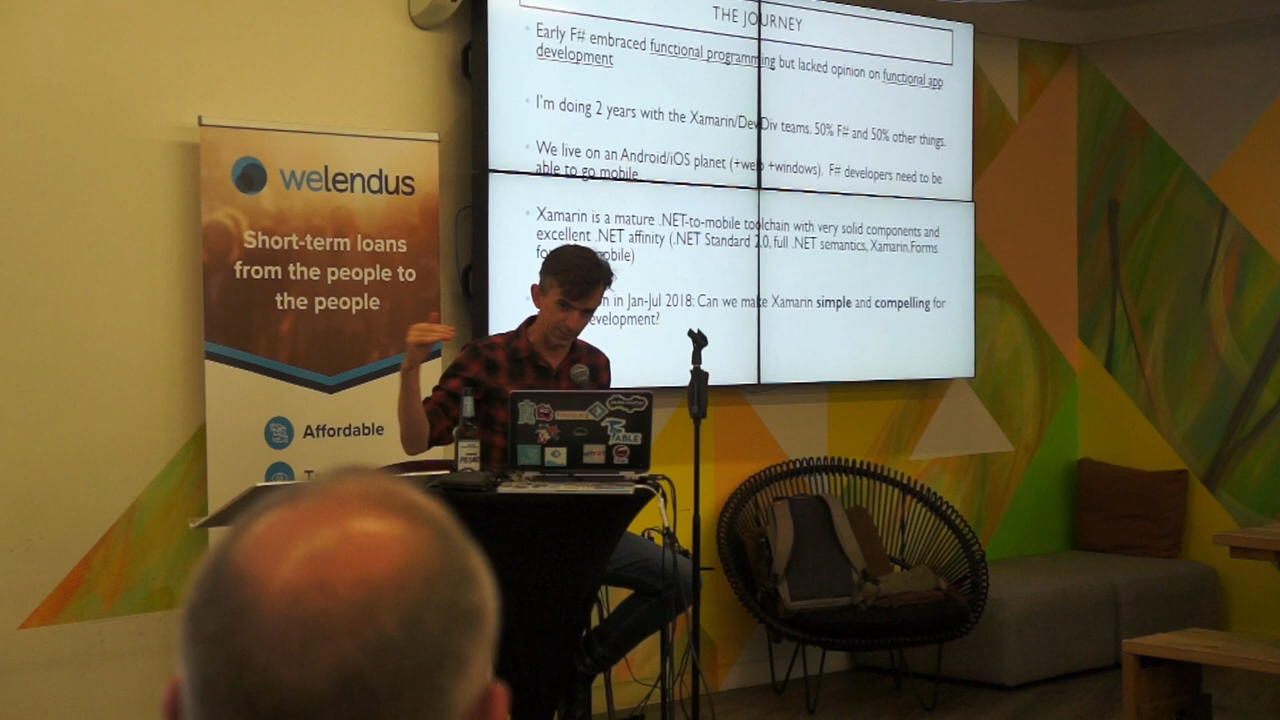 THE JOURNEY
Early F# embraced functional programming but lacked opinion on functional app
development
I'm doing 2 years with the Xamarin/DevDiv teams. 50% F# and 50% other things.
We live on an Android/iOS planet (+web +windows). F# developers need to be
able to go mobile.
Xamarin is a mature .NET-to-mobile toolchain with very solid components and
excellent .NET affinity (.NET Standard 2.0, full .NET semantics, Xamarin.Forms
in Jan-Jul 2018: Can we make Xamarin simple and compelling for
welendus
Short-term loans
from the people to
the people
Affordable
FABLE